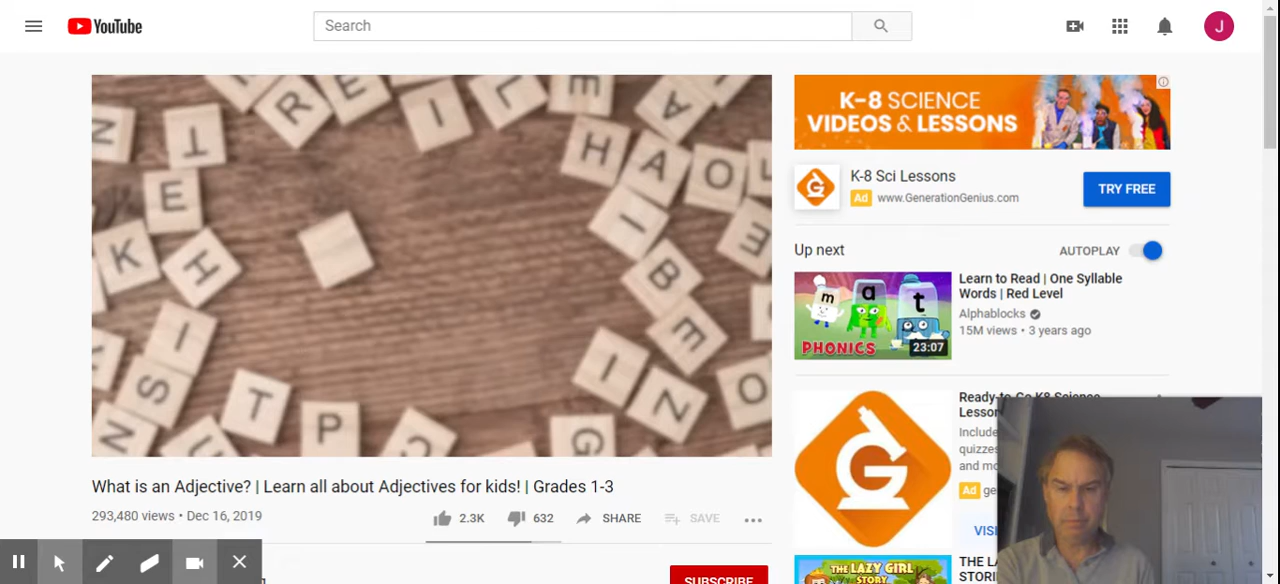 YouTube
Search
J
K-8 SCIENCE
VIDEOS & LESSONS
K-8 Sci Lessons
Ad www.GenerationGenius.com
TRY FREE
Up next
AUTOPLAY
Learn to Read | One Syllable
Words | Red Level
Alphablocks
15M views • 3 years ago
m a t
PHONICS
23:07
Ready-to-Go K8 Science
Lesson
Include
quizzes
and mo
Ad ge
VISI
THE LAZY GIRL
STORY
THE LA
STORI
What is an Adjective? | Learn all about Adjectives for kids! | Grades 1-3
293,480 views • Dec 16, 2019
2.3K
632
SHARE
SAVE
SUBSCRIBE